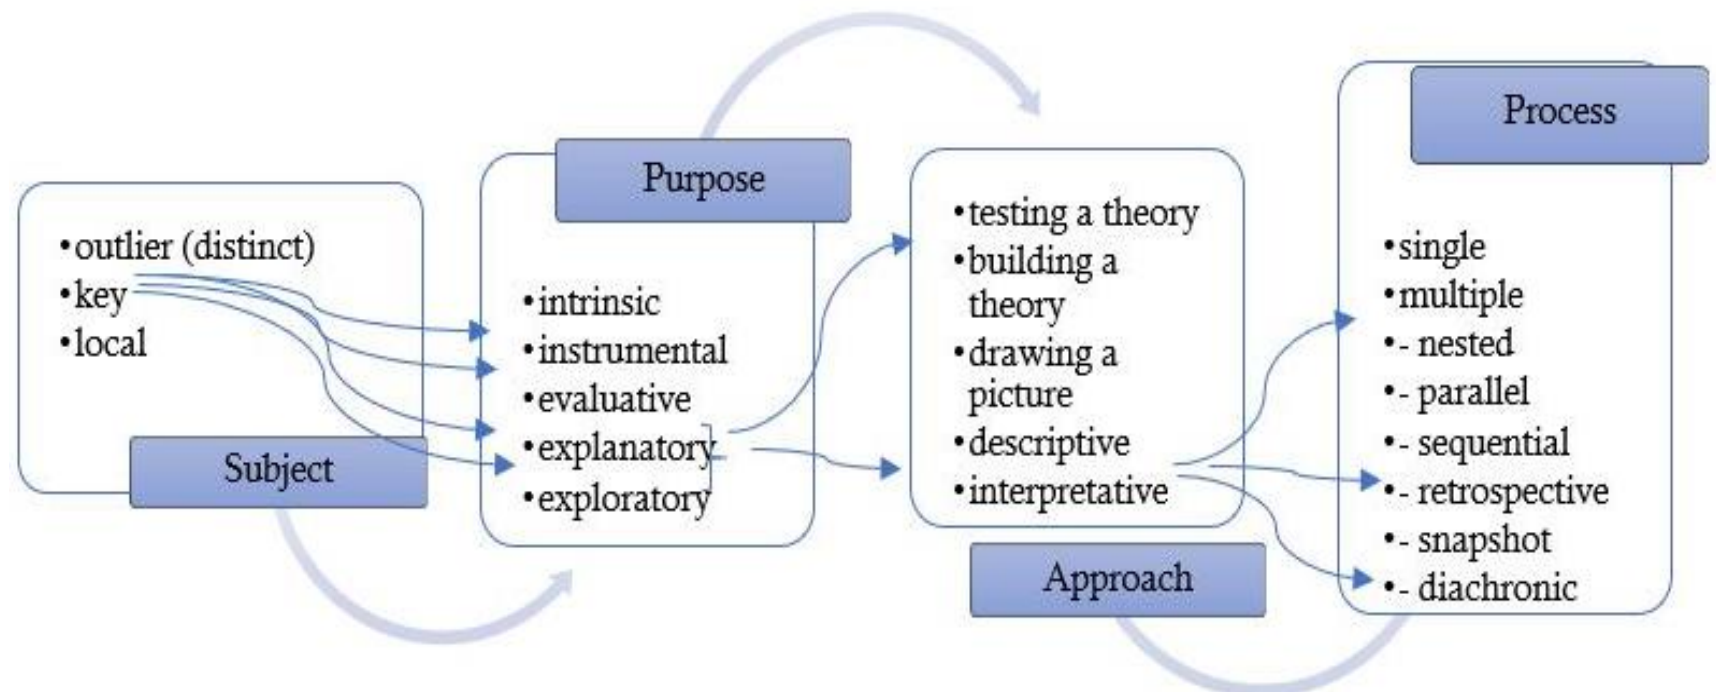 •outlier (distinct)
•key
•local
Subject
Purpose
•intrinsic
•instrumental
•evaluative
•explanatory
•exploratory
•testing a theory
•building a
theory
•drawing a
picture
•descriptive
•interpretative
Approach
Process
•single
•multiple
•- nested
•- parallel
•- sequential
•- retrospective
•- snapshot
•- diachronic